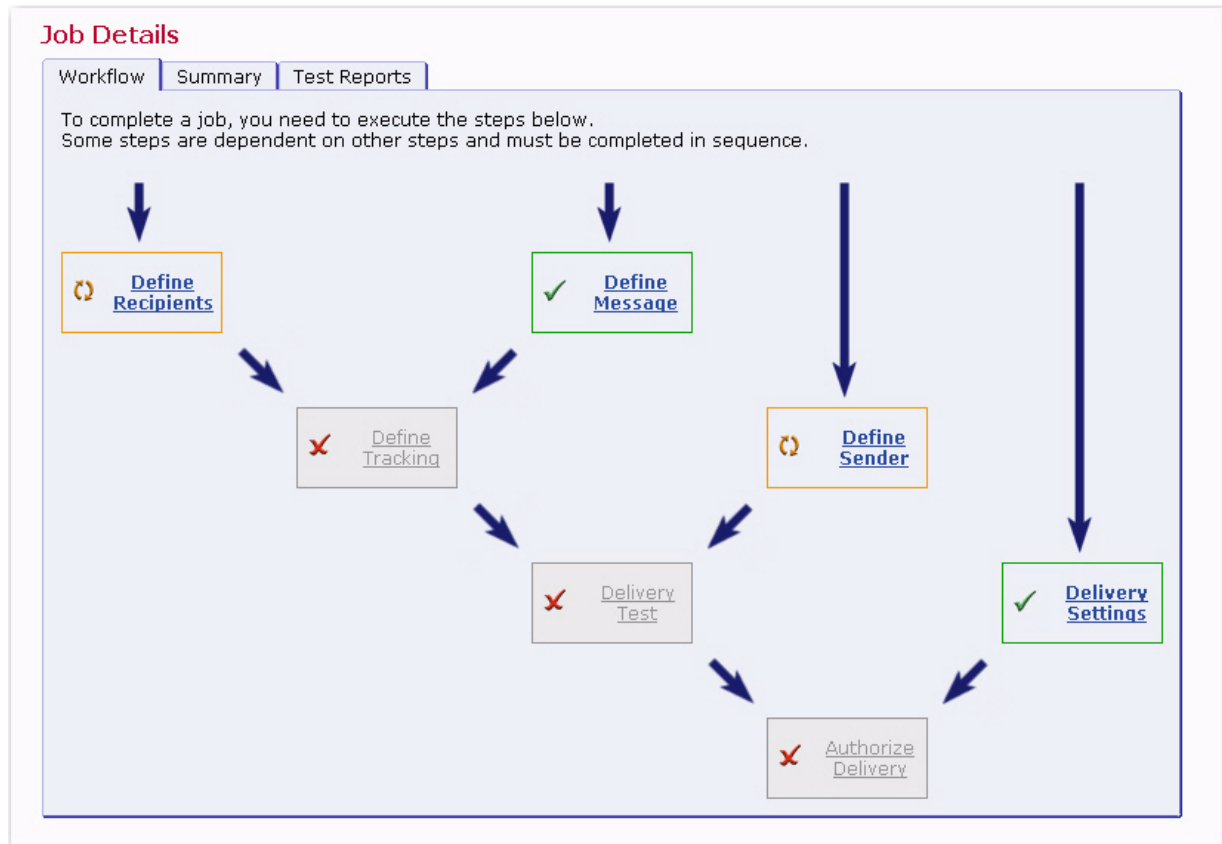 Job Details
Workflow Summary Test Reports
To complete a job, you need to execute the steps below.
Some steps are dependent on other steps and must be completed in sequence.
Define
Recipients
Define
Message
Define
Tracking
Define
Sender
Delivery
Test
Delivery
Settings
Authorize
Delivery